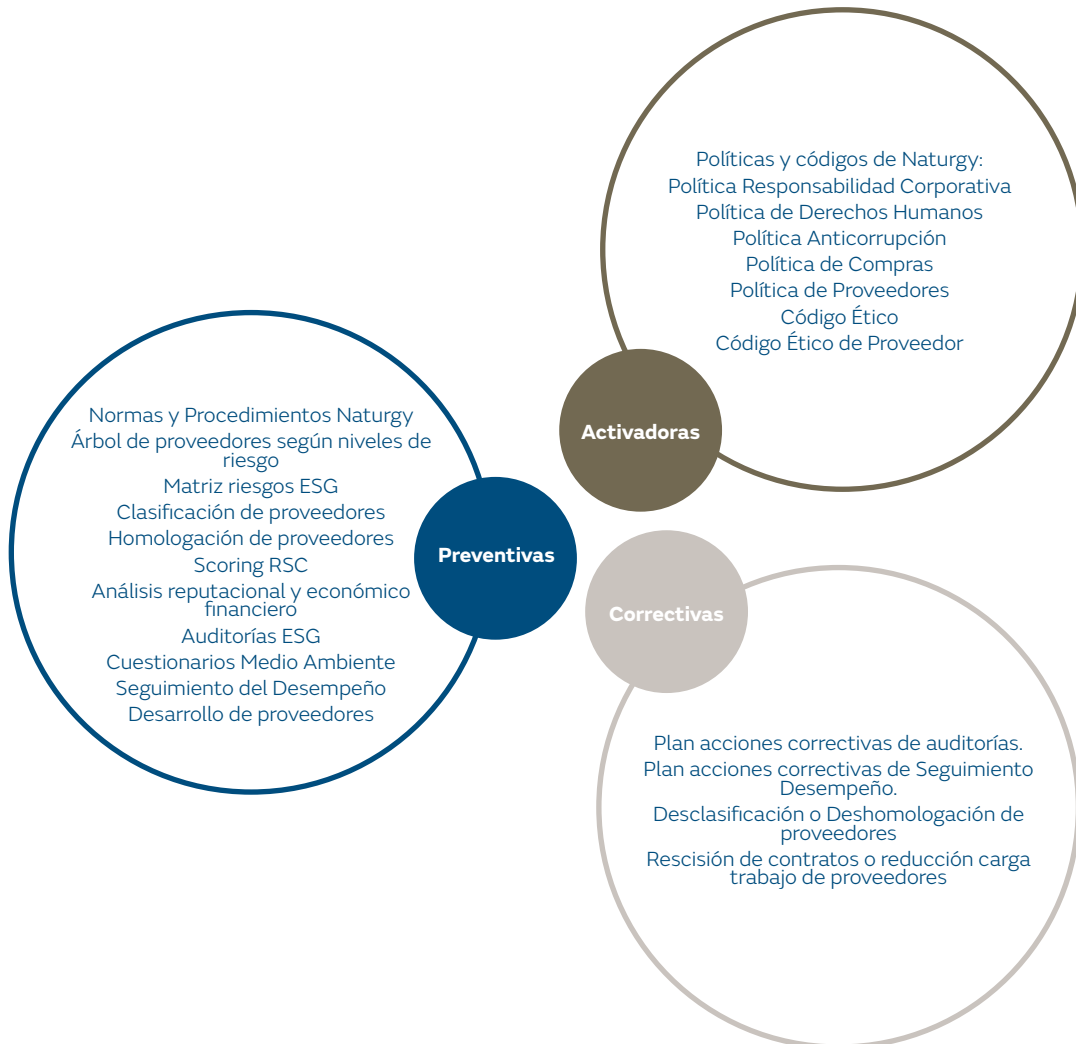 Políticas y códigos de Naturgy:
Política Responsabilidad Corporativa
Política de Derechos Humanos
Política Anticorrupción
Política de Compras
Política de Proveedores
Código Ético
Código Ético de Proveedor
Activadoras
Normas y Procedimientos Naturgy
Árbol de proveedores según niveles de
riesgo
Matriz riesgos ESG
Clasificación de proveedores
Homologación de proveedores
Scoring RSC
Análisis reputacional y económico
financiero
Auditorías ESG
Cuestionarios Medio Ambiente
Seguimiento del Desempeño
Desarrollo de proveedores
Preventivas
Correctivas
Plan acciones correctivas de auditorías.
Plan acciones correctivas de Seguimiento
Desempeño.
Desclasificación o Deshomologación de
proveedores
Rescisión de contratos o reducción carga
trabajo de proveedores